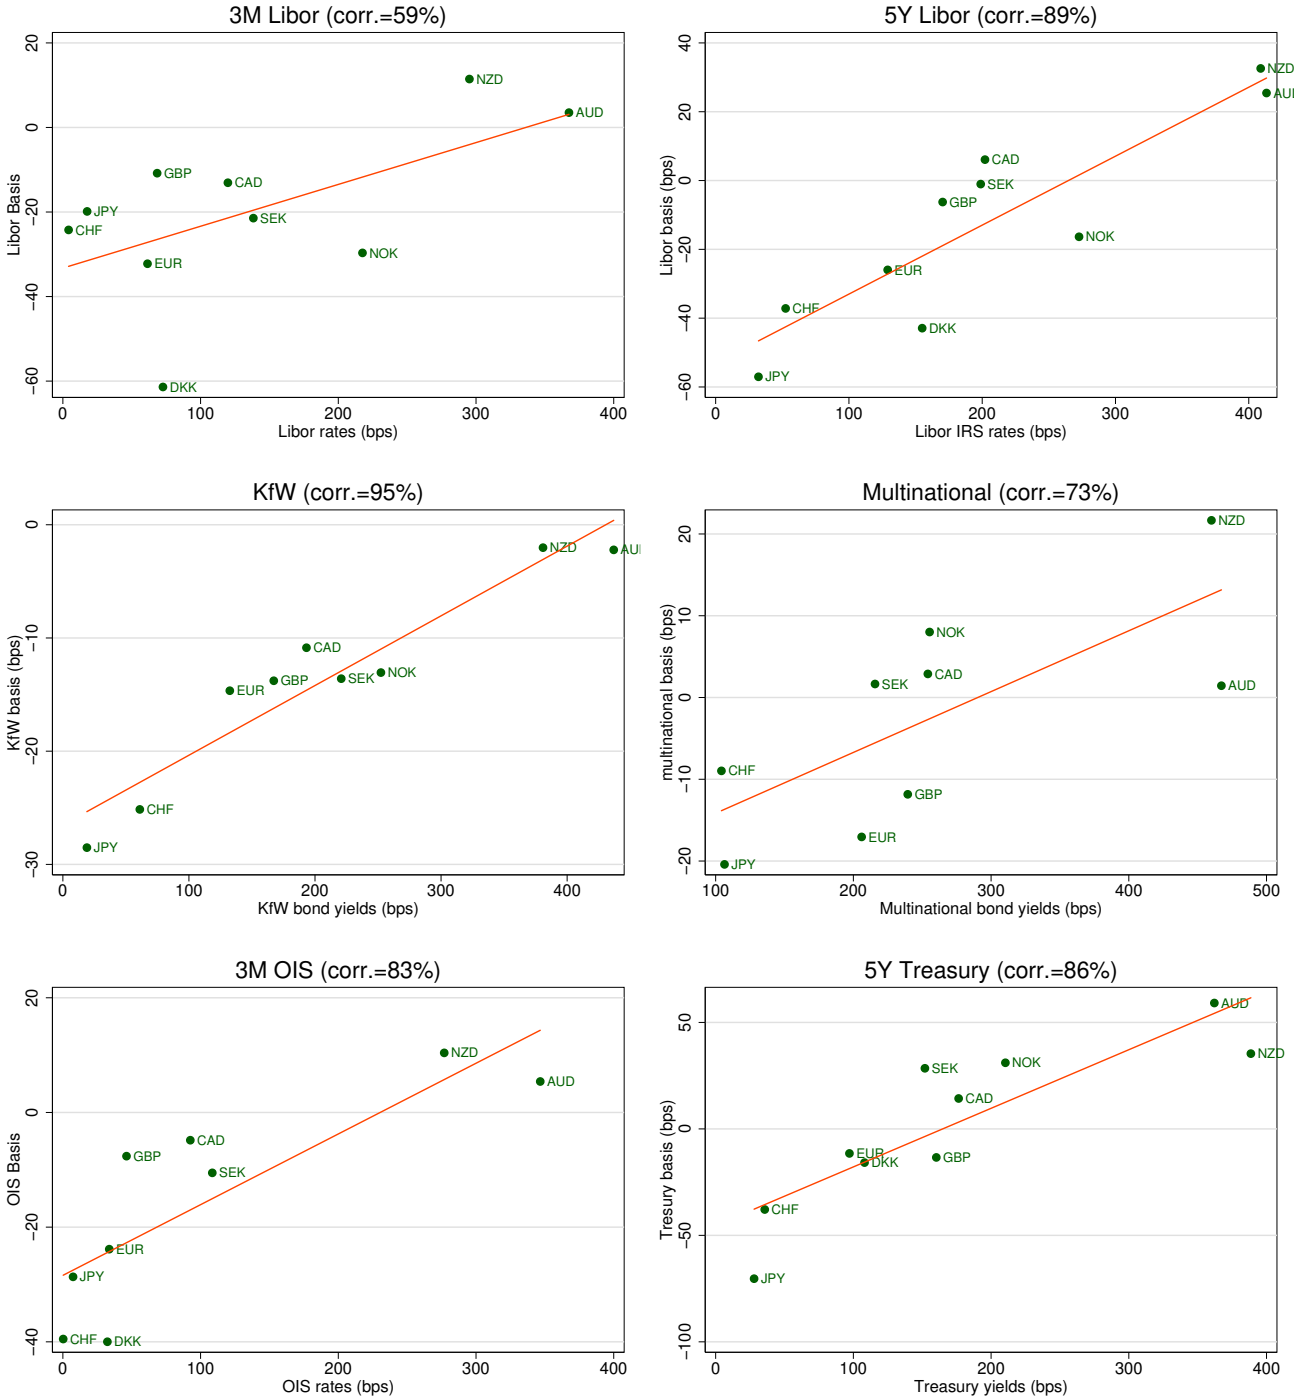 3M Libor (corr.=59%)
Libor Basis
20
0
−20
−40
−60
NZD
AUD
GBP
CAD
JPY
SEK
CHF
NOK
EUR
DKK
0 100 200 300 400
Libor rates (bps)
5Y Libor (corr.=89%)
Libor basis (bps)
40
20
0
−20
−40
−60
NZD
AUI
CAD
SEK
GBP
NOK
EUR
CHF
DKK
JPY
0 100 200 300 400
Libor IRS rates (bps)
KfW (corr.=95%)
KfW basis (bps)
0
−10
−20
−30
NZD
AUI
CAD
NOK
GBP
SEK
EUR
CHF
JPY
0 100 200 300 400
KfW bond yields (bps)
Multinational (corr.=73%)
multinational basis (bps)
20
10
0
−10
−20
NZD
NOK
CAD
SEK
AUD
CHF
GBP
EUR
JPY
100 200 300 400 500
Multinational bond yields (bps)
3M OIS (corr.=83%)
OIS Basis
20
0
−20
−40
NZD
AUD
CAD
GBP
SEK
EUR
JPY
CHF
DKK
0 100 200 300 400
OIS rates (bps)
5Y Treasury (corr.=86%)
Tresury basis (bps)
50
0
−50
−100
AUD
NZD
NOK
SEK
CAD
EUR
GBP
DKK
CHF
JPY
0 100 200 300 400
Treasury yields (bps)